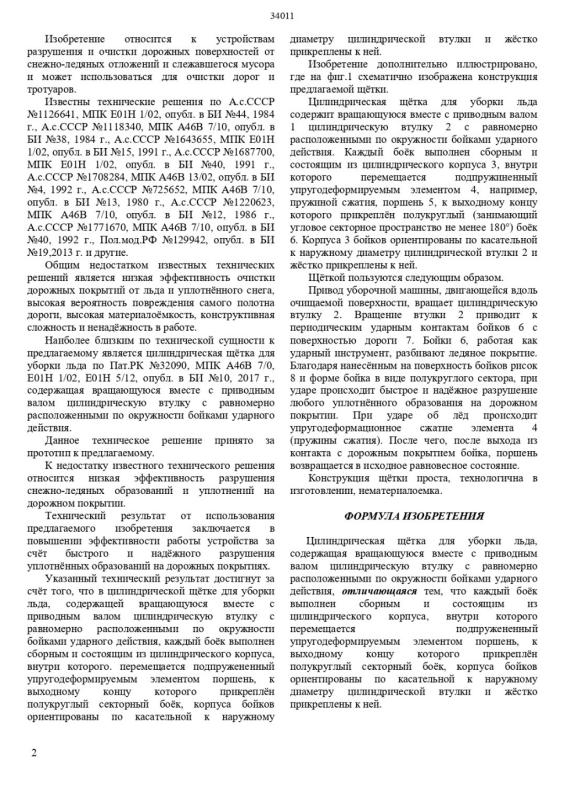 34011
Изобретение относится к устройствам
разрушения и очистки дорожных поверхностей от
снежно-ледяных отложений и слежавшегося мусора
и может использоваться для очистки дорог и
тротуаров.
Известны технические решения по А.с.СССР
№1126641, МПК E01H 1/02, опубл. в БИ №44, 1984
г., А.с.СССР №1118340, МПК A46B 7/10, опубл. в
БИ №38, 1984 г., А.с.СССР №1643655, МПК E01H
1/02, опубл. в БИ №15, 1991 г., А.с.СССР №1687700,
МПК E01H 1/02, опубл. в БИ №40, 1991 г.,
А.с.СССР №1708284, МПК A46B 13/02, опубл. в БИ
№4, 1992 г., А.с.СССР №725652, МПК A46B 7/10,
опубл. в БИ №13, 1980 г., А.с.СССР №1220623,
МПК A46B 7/10, опубл. в БИ №12, 1986 г.,
А.с.СССР №1771670, МПК A46B 7/10, опубл. в БИ
№40, 1992 г., Пол.мод.РФ №129942, опубл. в БИ
№19,2013 г. и другие.
Общим недостатком известных технических
решений является низкая эффективность очистки
дорожных покрытий от льда и уплотнённого снега,
высокая вероятность повреждения самого полотна
дороги, высокая материалоёмкость, конструктивная
сложность и ненадёжность в работе.
Наиболее близким по технической сущности к
предлагаемому является цилиндрическая щётка для
уборки льда по Пат.РК №32090, МПК A46B 7/0,
E01H 1/02, E01H 5/12, опубл. в БИ №10, 2017 г.,
содержащая вращающуюся вместе с приводным
валом цилиндрическую втулку с равномерно
расположенными по окружности бойками ударного
действия.
Данное техническое решение принято за
прототип к предлагаемому.
К недостатку известного технического решения
относится низкая эффективность разрушения
снежно-ледяных образований и уплотнений на
дорожном покрытии.
Технический результат от использования
предлагаемого изобретения заключается в
повышении эффективности работы устройства за
счёт быстрого и надёжного разрушения
уплотнённых образований на дорожных покрытиях.
Указанный технический результат достигнут за
счёт того, что в цилиндрической щётке для уборки
льда, содержащей вращающуюся вместе с
приводным валом цилиндрическую втулку с
равномерно расположенными по окружности
бойками ударного действия, каждый боёк выполнен
сборным и состоящим из цилиндрического корпуса,
внутри которого. перемещается подпружененный
упругодеформируемым элементом поршень, к
выходному концу которого прикреплён
полукруглый секторный боёк, корпуса бойков
ориентированы по касательной к наружному
диаметру цилиндрической втулки и жёстко
прикреплены к ней.
Изобретение дополнительно иллюстрировано,
где на фиг.1 схематично изображена конструкция
предлагаемой щётки.
Цилиндрическая щётка для уборки льда
содержит вращающуюся вместе с приводным валом
1 цилиндрическую втулку 2 с равномерно
расположенными по окружности бойками ударного
действия. Каждый боёк выполнен сборным и
состоящим из цилиндрического корпуса 3, внутри
которого перемещается подпружиненный
упругодеформируемым элементом 4, например,
пружиной сжатия, поршень 5, к выходному концу
которого прикреплён полукруглый (занимающий
угловое секторное пространство не менее 180°) боёк
6. Корпуса 3 бойков ориентированы по касательной
к наружному диаметру цилиндрической втулки 2 и
жёстко прикреплены к ней.
Щёткой пользуются следующим образом.
Привод уборочной машины, двигающейся вдоль
очищаемой поверхности, вращает цилиндрическую
втулку 2. Вращение втулки 2 приводит к
периодическим ударным контактам бойков 6 с
поверхностью дороги 7. Бойки 6, работая как
ударный инструмент, разбивают ледяное покрытие.
Благодаря нанесённым на поверхность бойков рисок
8 и форме бойка в виде полукруглого сектора, при
ударе происходит быстрое и надёжное разрушение
любого уплотнённого образования на дорожном
покрытии. При ударе об лёд происходит
упругодеформационное сжатие элемента 4
(пружины сжатия). После чего, после выхода из
контакта с дорожным покрытием бойка, поршень
возвращается в исходное равновесное состояние.
Конструкция щётки проста, технологична в
изготовлении, нематериалоемка.
ФОРМУЛА ИЗОБРЕТЕНИЯ
Цилиндрическая щётка для уборки льда,
содержащая вращающуюся вместе с приводным
валом цилиндрическую втулку с равномерно
расположенными по окружности бойками ударного
действия, отличающаяся тем, что каждый боёк
выполнен сборным и состоящим из
цилиндрического корпуса, внутри которого
перемещается подпружененный
упругодеформируемым элементом поршень, к
выходному концу которого прикреплён
полукруглый секторный боёк, корпуса бойков
ориентированы по касательной к наружному
диаметру цилиндрической втулки и жёстко
прикреплены к ней.
2